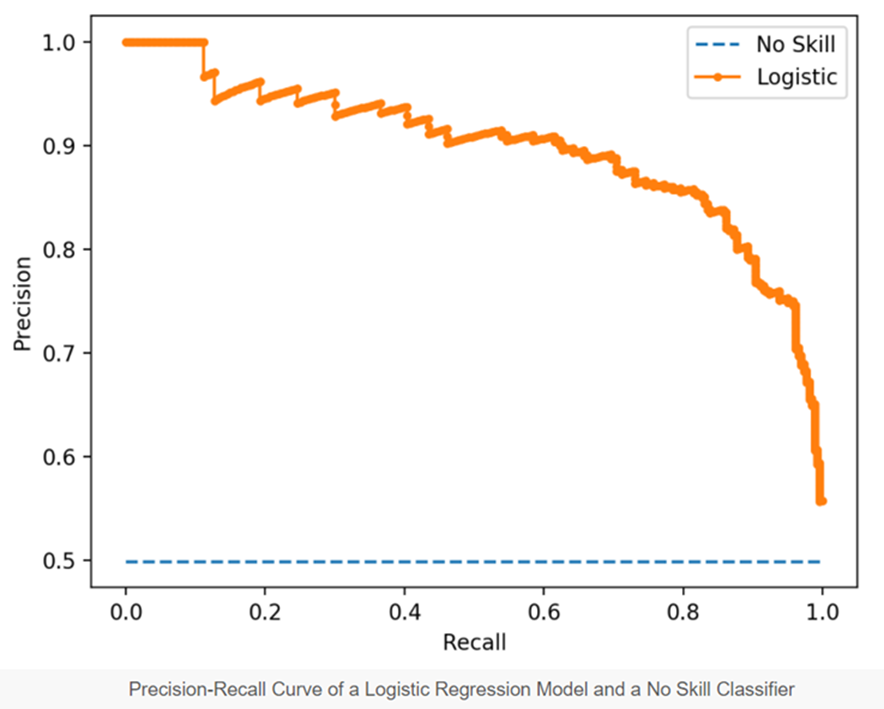 1.0
0.9
0.8
0.7
0.6
0.5
Precision
No Skill
Logistic
0.0 0.2 0.4 0.6 0.8 1.0
Recall
Precision-Recall Curve of a Logistic Regression Model and a No Skill Classifier